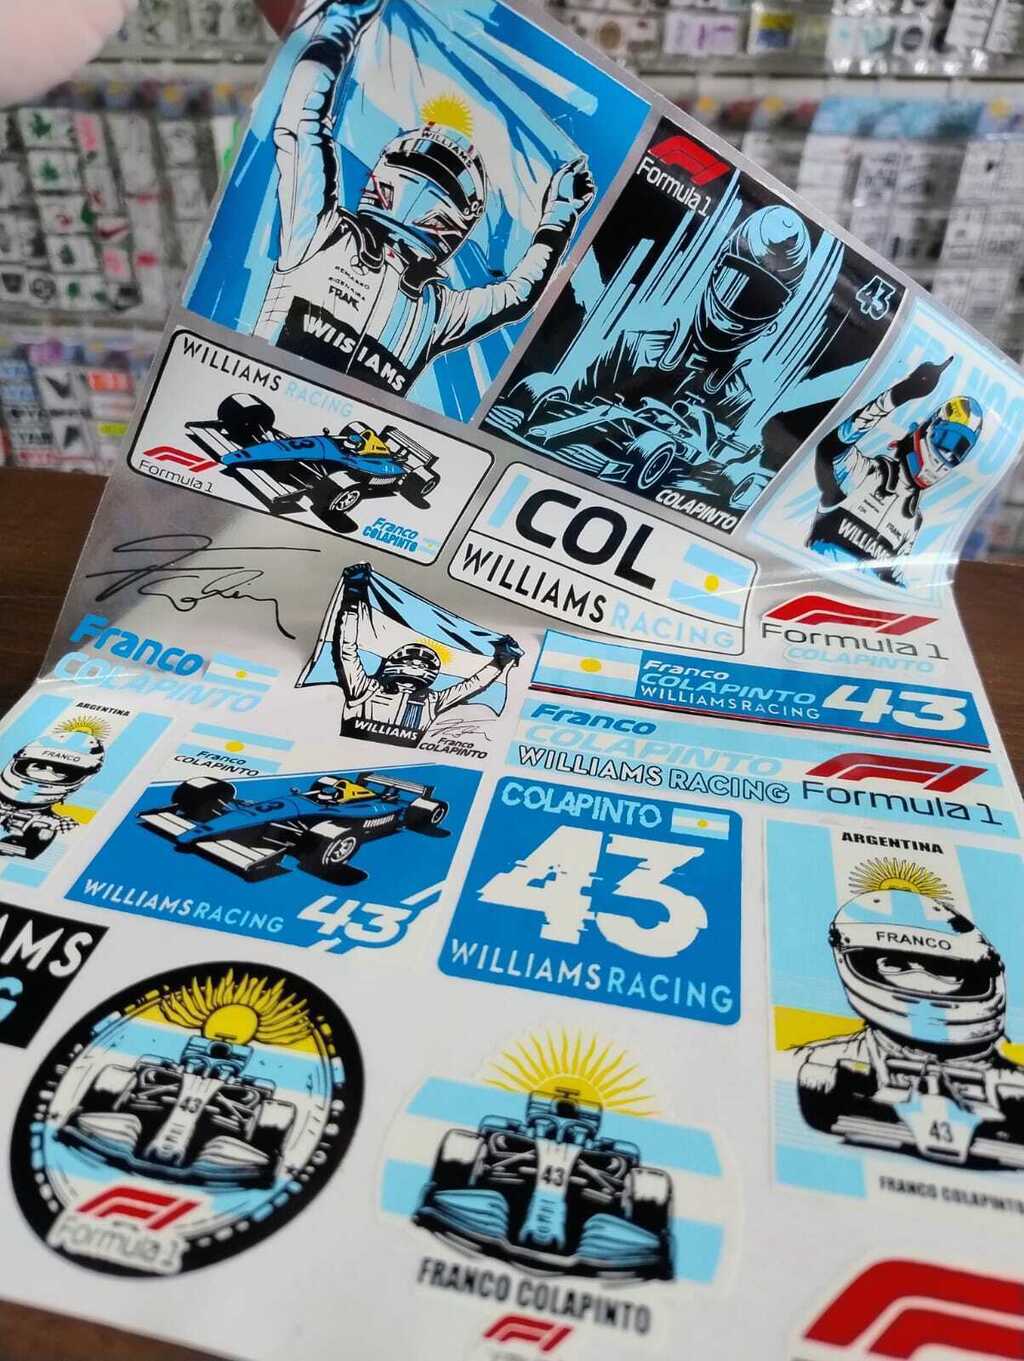 WILLIAMS
WILLIAMS
Formula 1
43
COLAPINTO
WILLIAMS RACING
Formula 1
Franco
COLAPINTO
WILLIAMS
COL
WILLIAMS RACING
Formula 1
COLAPINTO
Franco
COLAPINTO
WILLIAMS
Franco
COLAPINTO
Franco
COLAPINTO
WILLIAMS RACING
43
Franco
COLAPINTO
WILLIAMS RACING
Formula 1
ARGENTINA
FRANCO
Franco
COLAPINTO
WILLIAMS RACING
43
COLAPINTO
43
WILLIAMS RACING
ARGENTINA
FRANCO
43
FRANCO COLAPINTO
AMS
G
43
Formula 1
43
FRANCO COLAPINTO